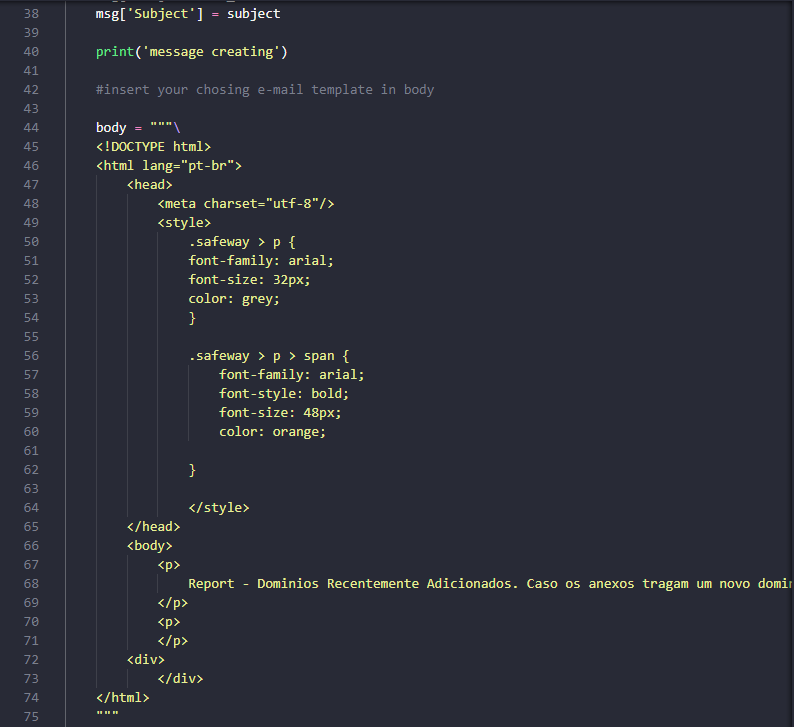 38 msg['Subject'] = subject
39
40 print('message creating')
41
42 #insert your chosing e-mail template in body
43
44 body = """\
45 <!DOCTYPE html>
46 <html lang="pt-br">
47 <head>
48 <meta charset="utf-8"/>
49 <style>
50 .safeway > p {
51 font-family: arial;
52 font-size: 32px;
53 color: grey;
54 }
55
56 .safeway > p > span {
57 font-family: arial;
58 font-style: bold;
59 font-size: 48px;
60 color: orange;
61
62 }
63
64 </style>
65 </head>
66 <body>
67 <p>
68 Report - Dominios Recentemente Adicionados. Caso os anexos tragam um novo
69 </p>
70 <p>
71 </p>
72 <div>
73 </div>
74 </html>
75 """